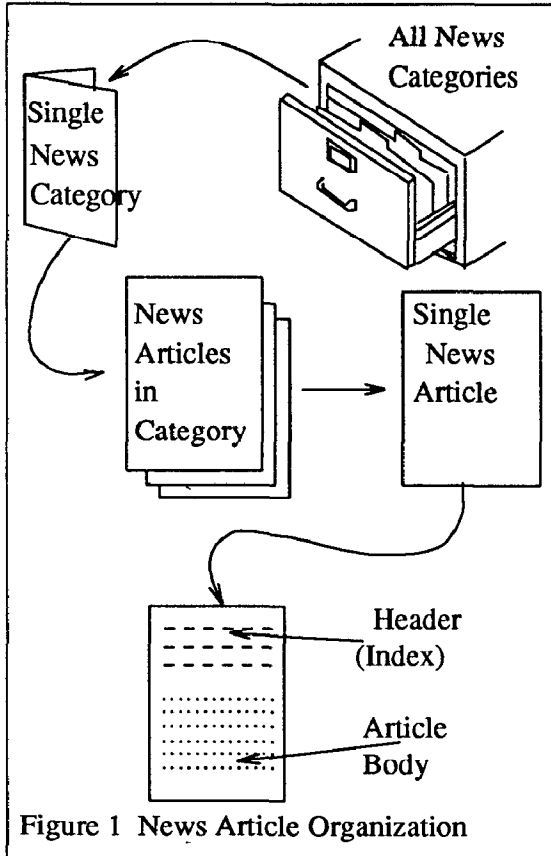 All News
Categories
Single
News
Category
News
Articles
in
Category
Single
News
Article
Header
(Index)
Article
Body
Figure 1 News Article Organization